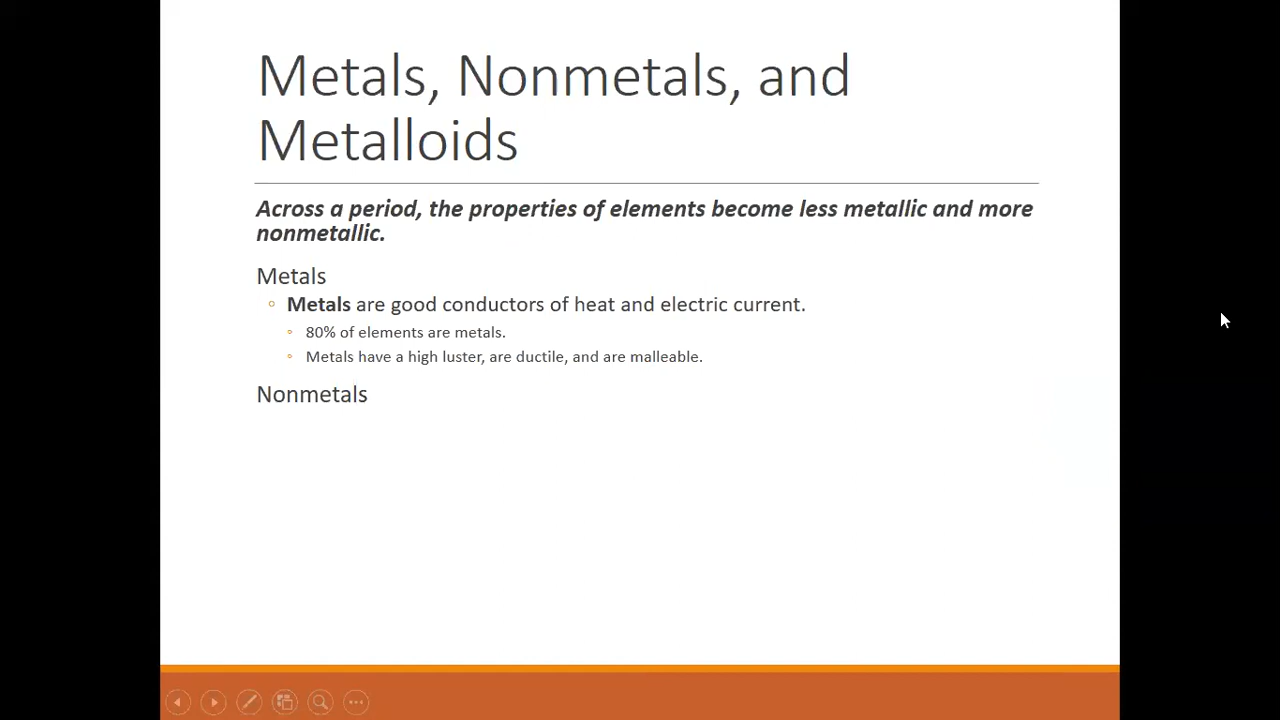 Metals, Nonmetals, and
Metalloids
Across a period, the properties of elements become less metallic and more
nonmetallic.
Metals
Metals are good conductors of heat and electric current.
80% of elements are metals.
Metals have a high luster, are ductile, and are malleable.
Nonmetals